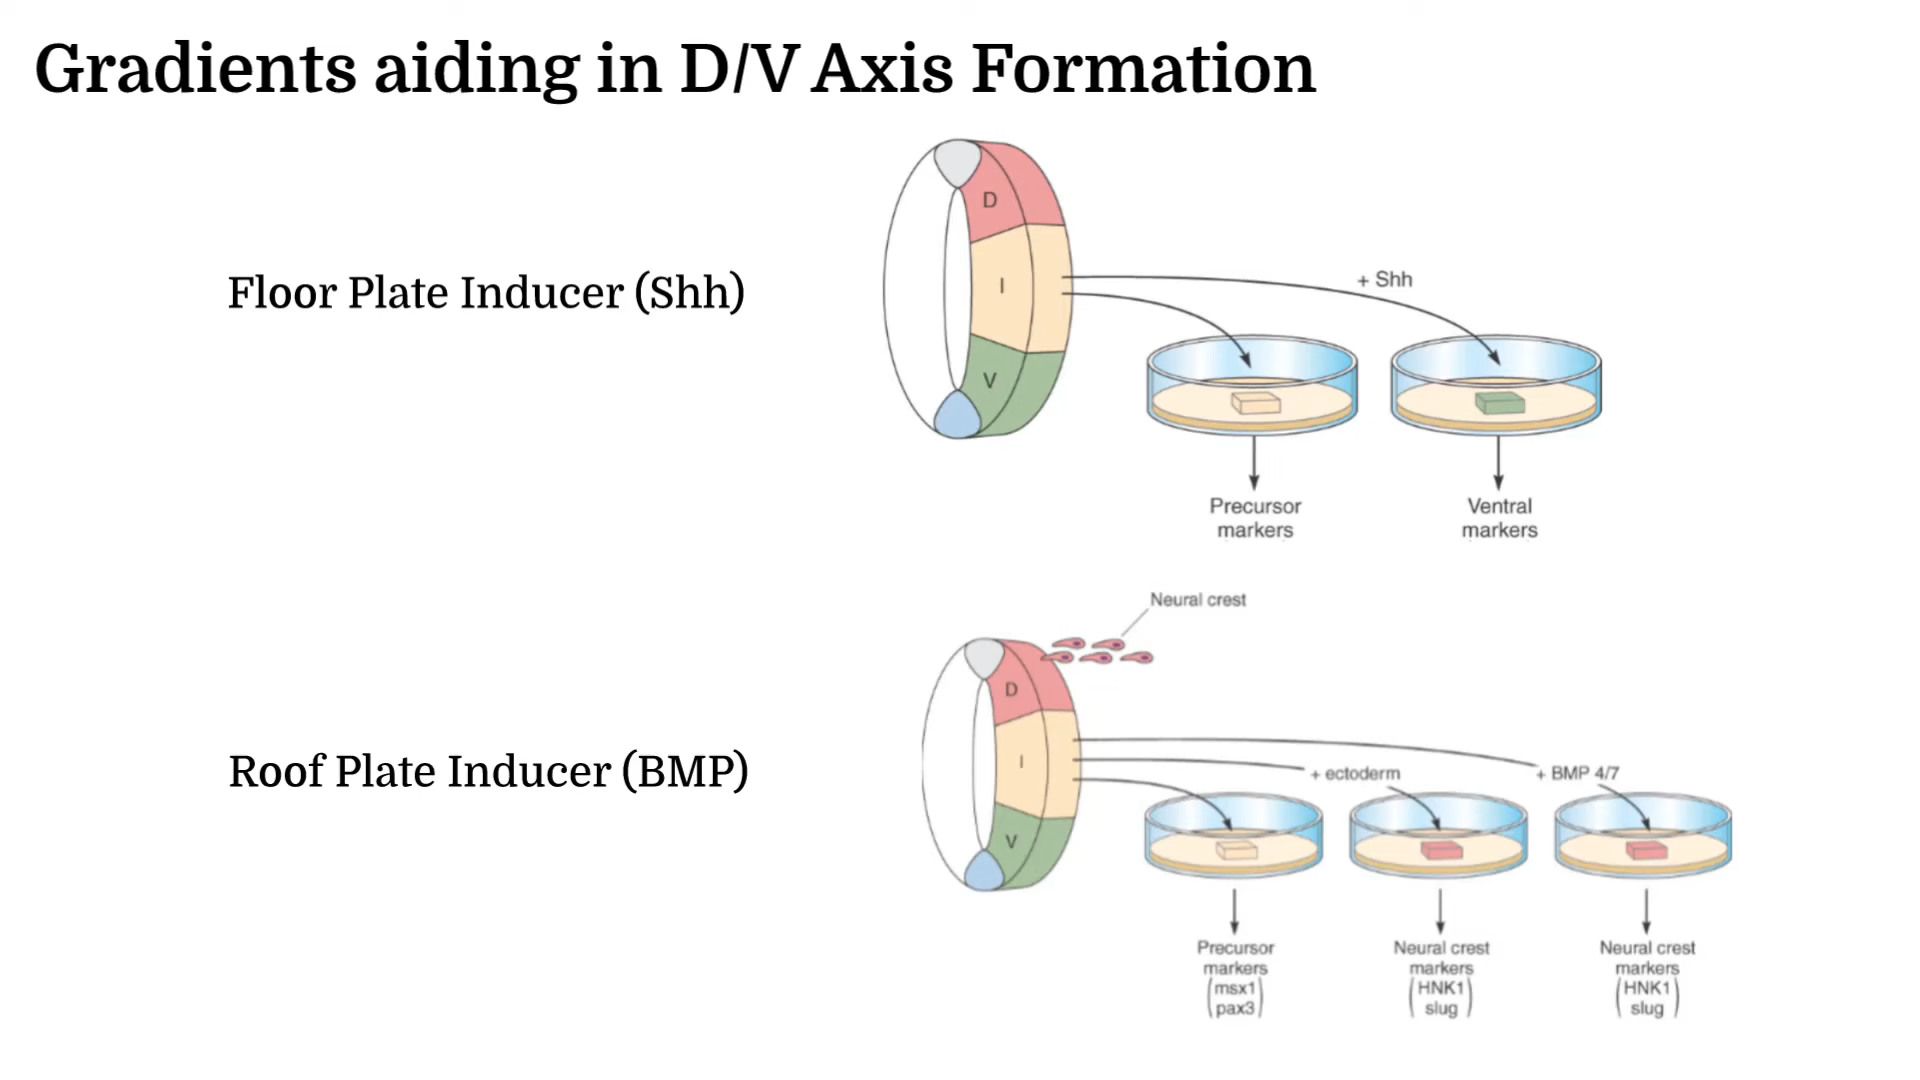 Gradients aiding in D/V Axis Formation
D
Floor Plate Inducer (Shh)
I
+ Shh
V
Precursor
markers
Ventral
markers
Neural crest
D
Roof Plate Inducer (BMP)
I
+ ectoderm
+ BMP 4/7
V
Precursor
markers
(msx1
pax3)
Neural crest
markers
(HNK1
slug)
Neural crest
markers
(HNK1
slug)